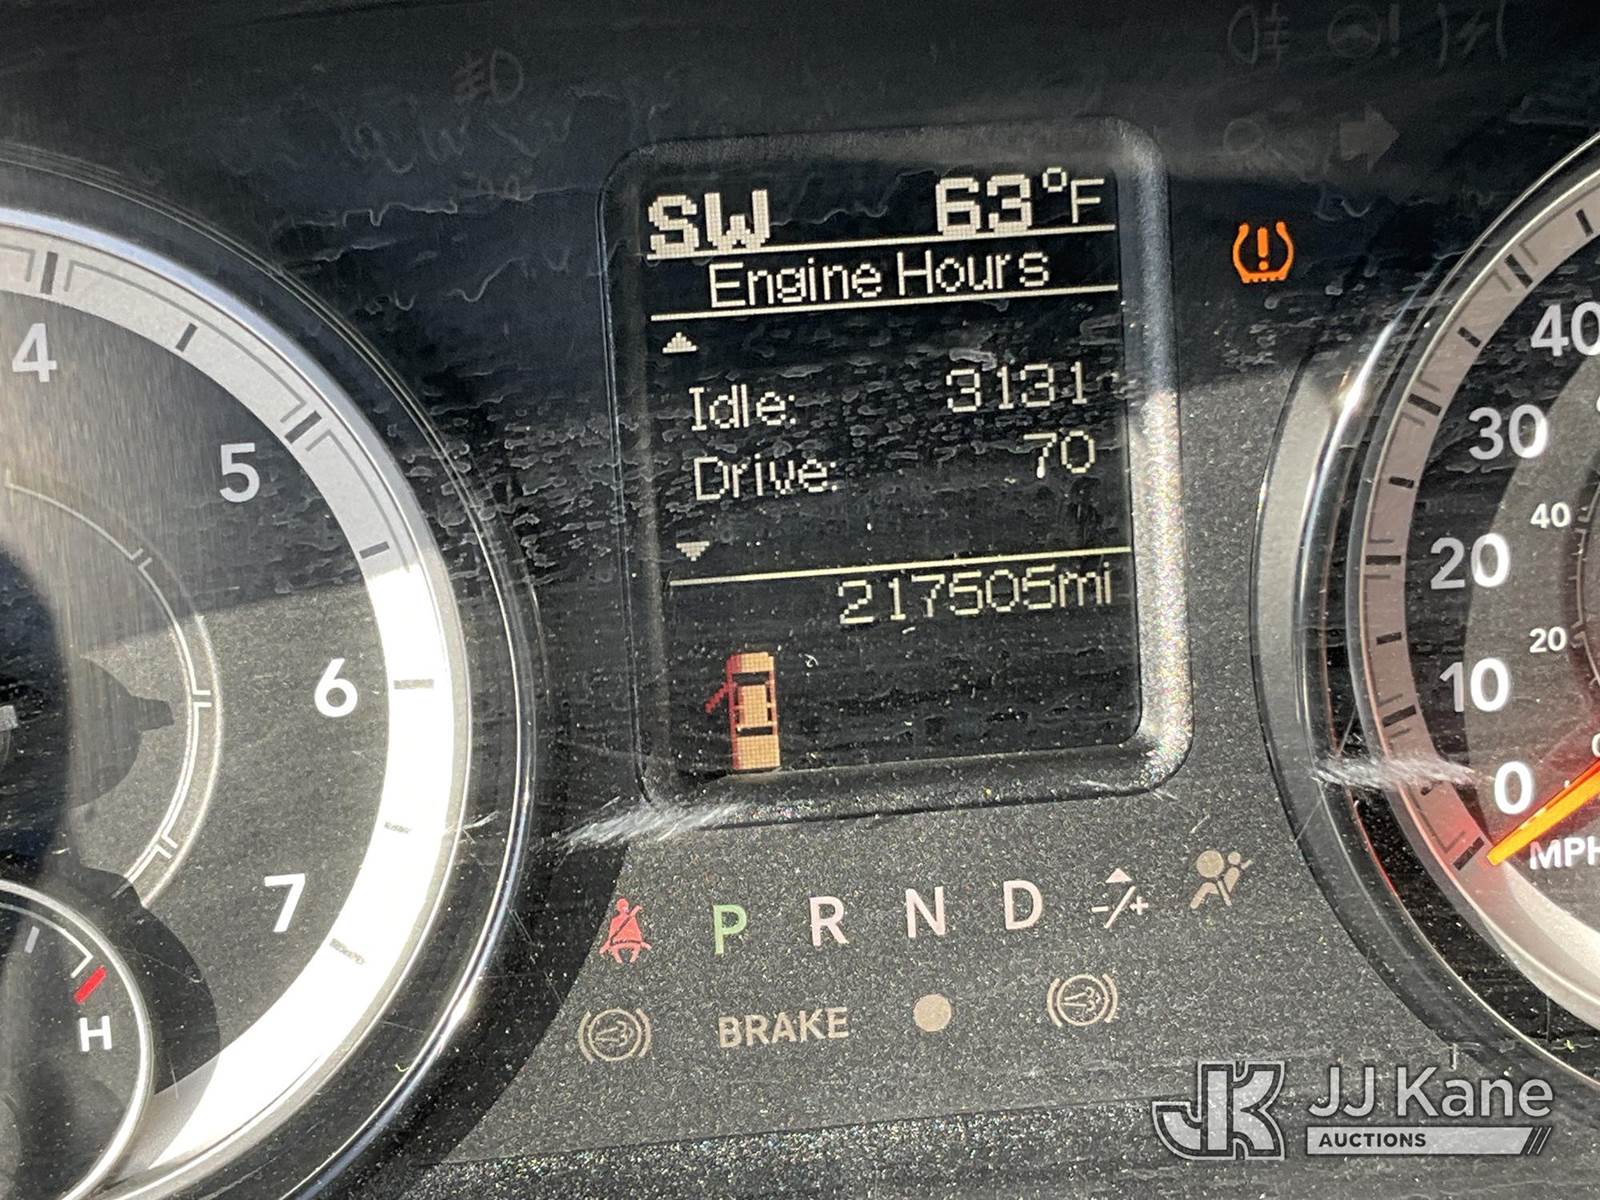 SW 63°F
Engine Hours
Idle: 3131
Drive: 70
217505mi
4
5
6
7
H
40
30
20
10
0
40
20
MPH
P R N D -/+
BRAKE
JK JJ Kane
AUCTIONS